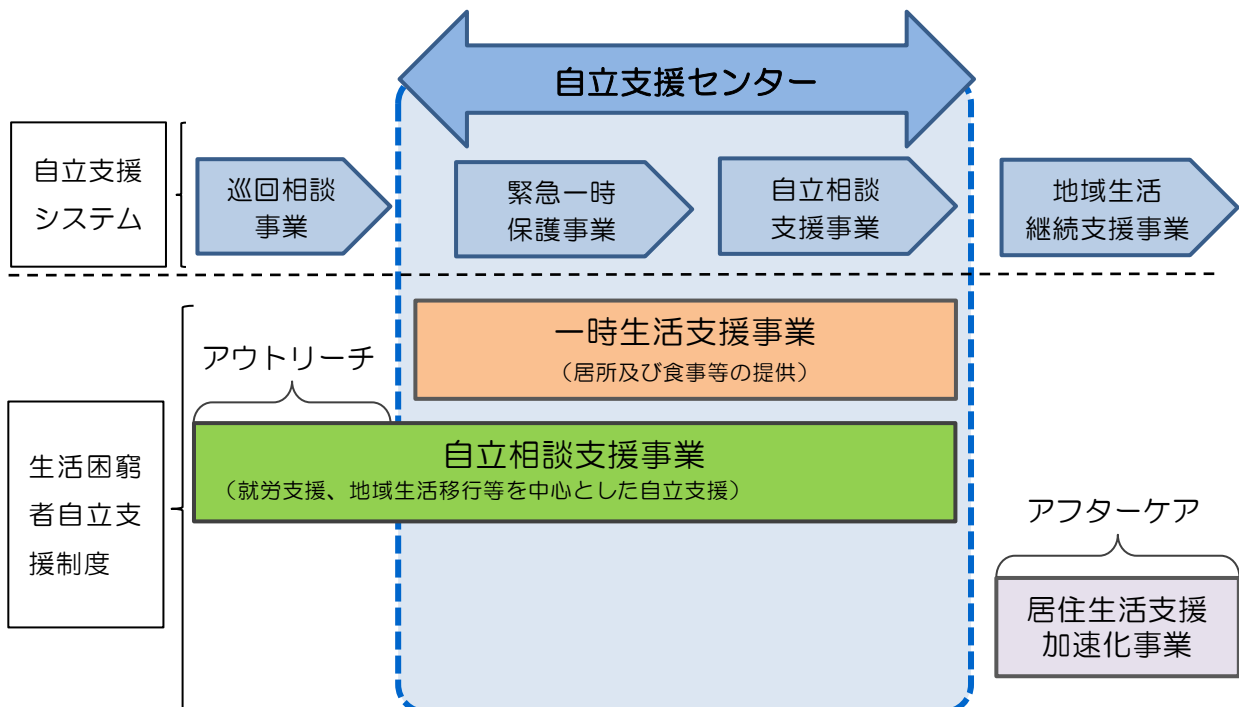 自立支援センター
自立支援
システム
巡回相談
事業
緊急一時
保護事業
自立相談
支援事業
地域生活
継続支援事業
一時生活支援事業
(居所及び食事等の提供)
アウトリーチ
自立相談支援事業
(就労支援、地域生活移行等を中心とした自立支援)
生活困窮
者自立支
援制度
アフターケア
居住生活支援
加速化事業